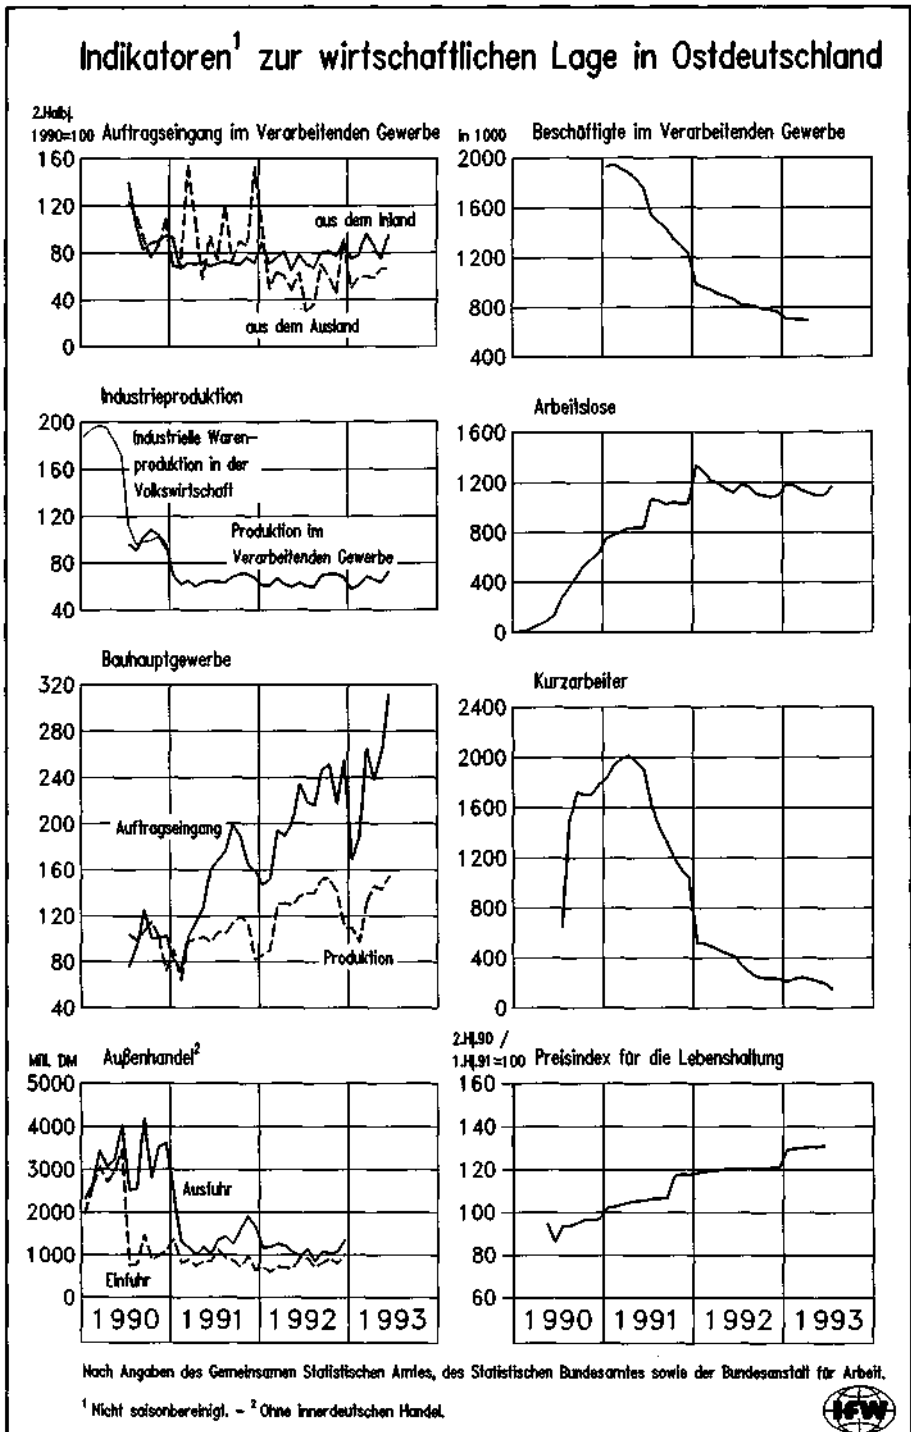 Indikatoren¹ zur wirtschaftlichen Lage in Ostdeutschland
2.Halbj.
1990=100 Auftragseingang im Verarbeitenden Gewerbe
160
120
80
40
0
aus dem Inland
aus dem Ausland
in 1000 Beschäftigte im Verarbeitenden Gewerbe
2000
1600
1200
800
400
Industrieproduktion
200
160
120
80
40
Industrielle Waren-
produktion in der
Volkswirtschaft
Produktion im
Verarbeitenden Gewerbe
Arbeitslose
1600
1200
800
400
0
Bauhauptgewerbe
320
280
240
200
160
120
80
40
Auftragseingang
Produktion
Kurzarbeiter
2400
2000
1600
1200
800
400
0
Mill. DM Außenhandel²
5000
4000
3000
2000
1000
0
Ausfuhr
Einfuhr
1990 1991 1992 1993
2.Hj.90 /
1.Hj.91=100 Preisindex für die Lebenshaltung
160
140
120
100
80
60
1990 1991 1992 1993
Nach Angaben des Gemeinsamen Statistischen Amtes, des Statistischen Bundesamtes sowie der Bundesanstalt für Arbeit.
¹ Nicht saisonbereinigt. – ² Ohne innerdeutschen Handel.
IFW